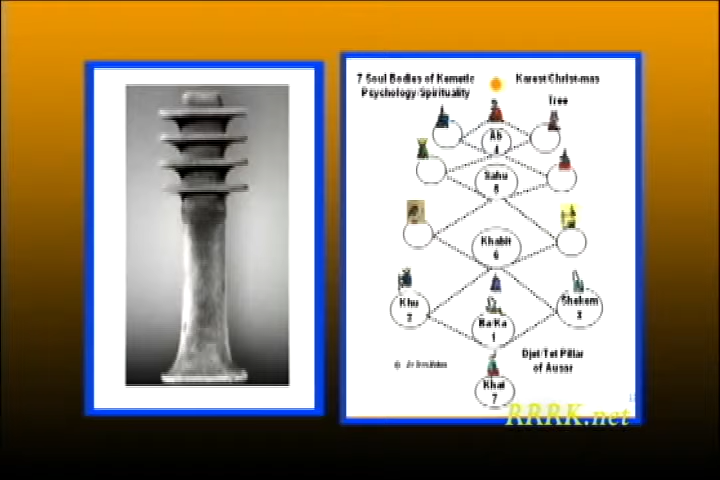 7 Soul Bodies of Kemetic
Psychology/Spirituality
Karest Christ-mas
Tree
Ab
4
Sahu
5
Khabit
6
Khu
2
Shekem
3
Ba/Ka
1
Djet/Tet Pillar
of Ausar
Khat
7
RRRK.net